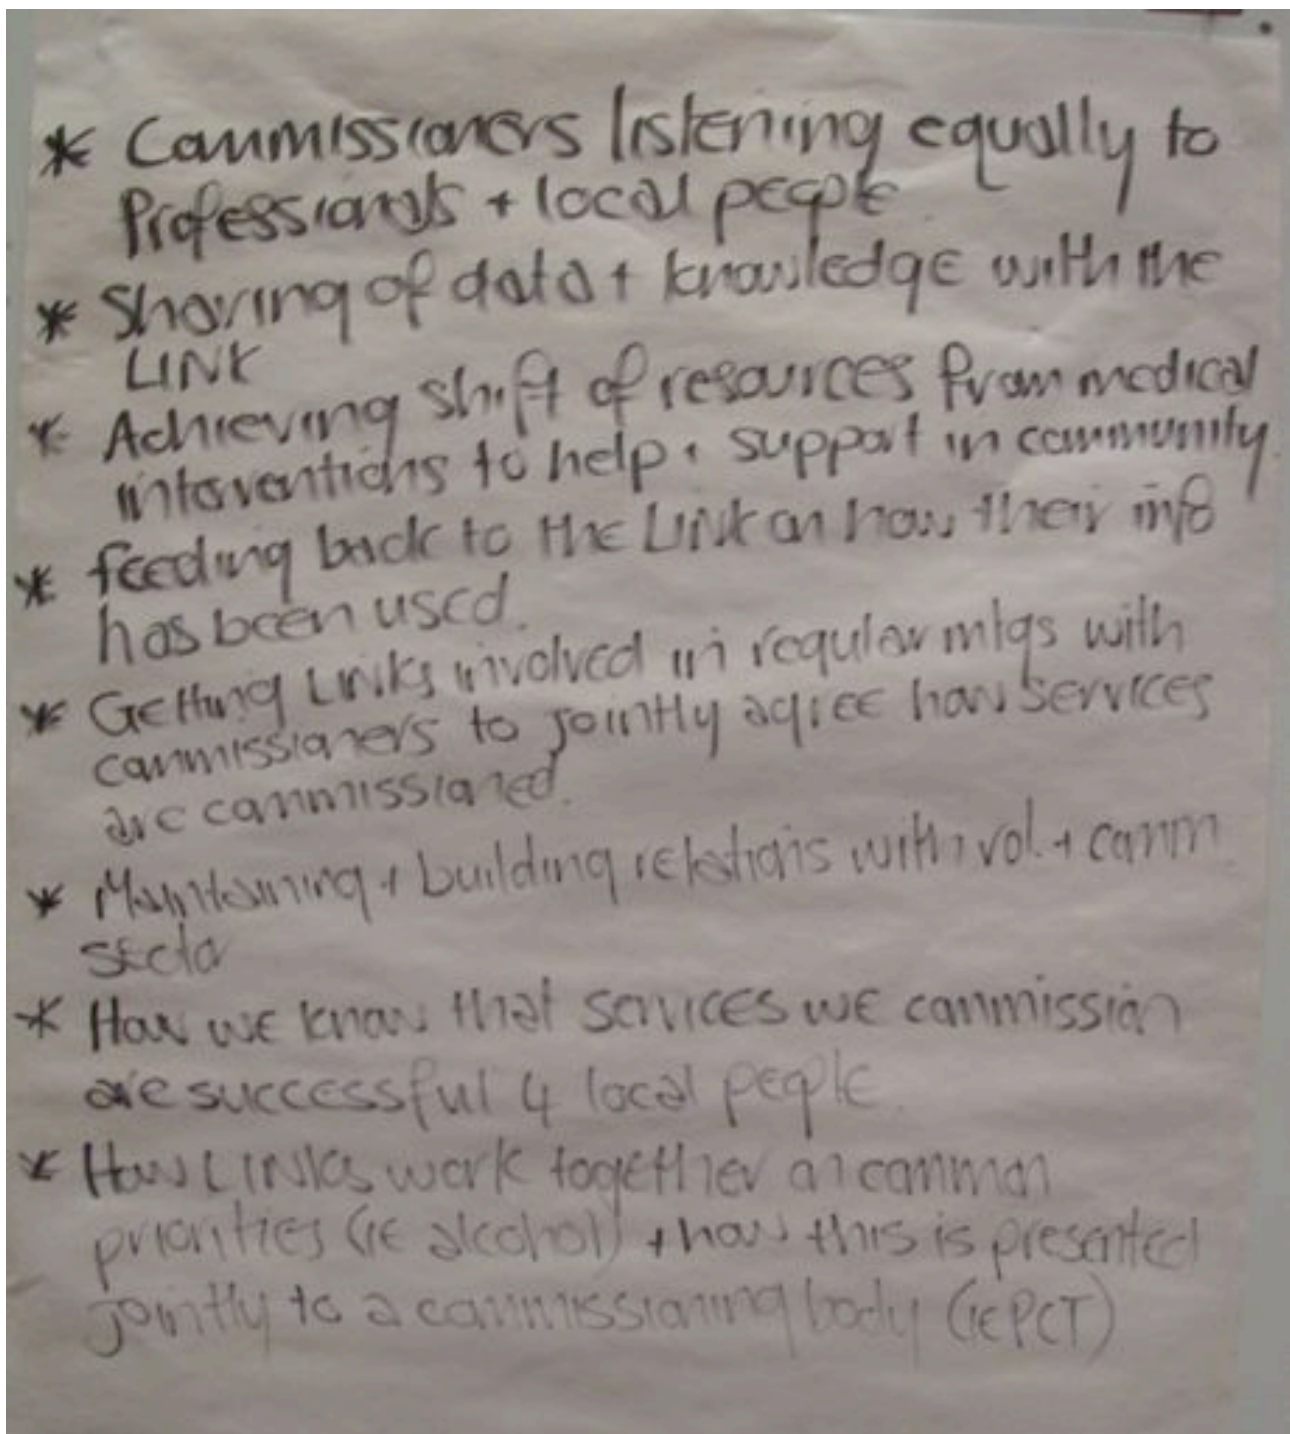 * Commissioners listening equally to
Professionals + local people.
* Sharing of data + knowledge with the
LINK
* Achieving shift of resources from medical
interventions to help + support in community.
* feeding back to the LINK on how their info
has been used.
* Getting LINks involved in regular mtgs with
commissioners to jointly agree how services
are commissioned.
* Maintaining + building relations with vol. + comm.
sector
* How we know that services we commission
are successful 4 local people.
* How LINKs work together on common
priorities (ie alcohol) + how this is presented
jointly to a commissioning body (ie PCT)